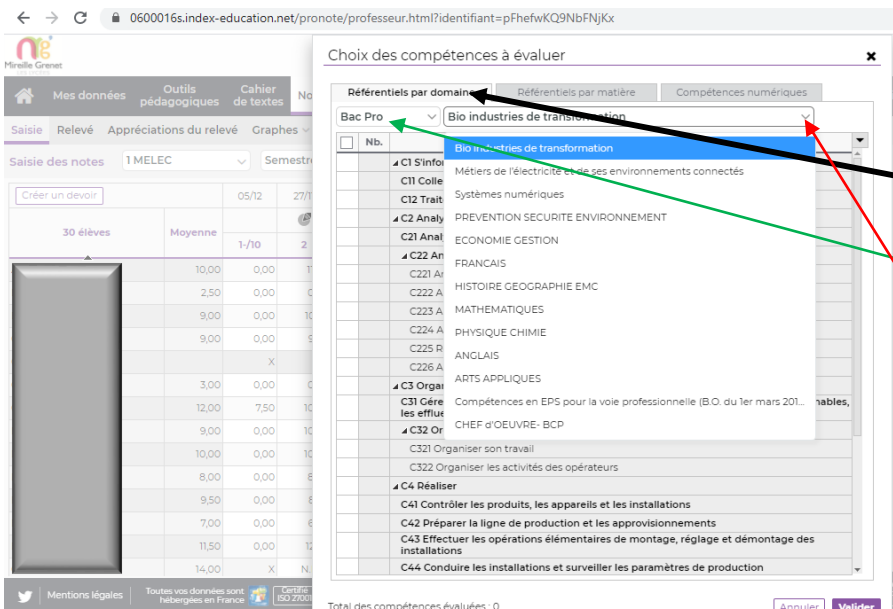 0600016s.index-education.net/pronote/professeur.html?identifiant=pFhefwKQ9NbFNjKx
Mireille Grenet
Mes données
Outils pédagogiques
Cahier de textes
No
Saisie Relevé Appréciations du relevé Graphes
Saisie des notes 1 MELEC Semestre
Créer un devoir 05/12 27/1
30 élèves Moyenne
1-/10 2
10,00 0,00
2,50 0,00
9,00 0,00 10
9,00 0,00
X
3,00 0,00
12,00 7,50 10
9,00 0,00 10
10,00 0,00 10
8,00 0,00
9,50 0,00
7,00 0,00
11,50 0,00 12
14,00 X N.
Mentions légales
Toutes vos données sont
hébergées en France
Certifié
ISO 27001
Choix des compétences à évaluer
Référentiels par domaine Référentiels par matière Compétences numériques
Bac Pro Bio industries de transformation
Nb.
Bio industries de transformation
Métiers de l'électricité et de ses environnements connectés
Systèmes numériques
PREVENTION SECURITE ENVIRONNEMENT
ECONOMIE GESTION
FRANCAIS
HISTOIRE GEOGRAPHIE EMC
MATHEMATIQUES
PHYSIQUE CHIMIE
ANGLAIS
ARTS APPLIQUES
Compétences en EPS pour la voie professionnelle (B.O. du 1er mars 201...
CHEF d'OEUVRE- BCP
C1 S'info
C11 Colle
C12 Trait
C2 Analy
C21 Anal
C22 An
C221 A
C222 A
C223 A
C224 A
C225 R
C226 A
C3 Orga
C31 Gére nables,
les efflue
C32 Or
C321 Organiser son travail
C322 Organiser les activités des opérateurs
C4 Réaliser
C41 Contrôler les produits, les appareils et les installations
C42 Préparer la ligne de production et les approvisionnements
C43 Effectuer les opérations élémentaires de montage, réglage et démontage des
installations
C44 Conduire les installations et surveiller les paramètres de production
Total des compétences évaluées : 0
Annuler Valider